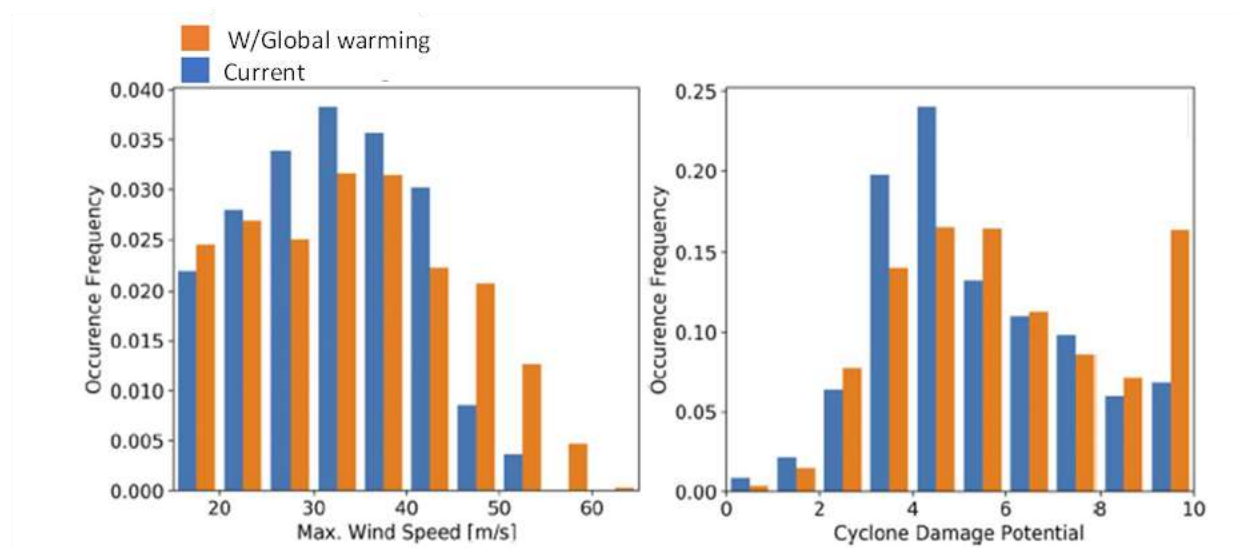 W/Global warming
Current
0.040
0.035
0.030
0.025
0.020
0.015
0.010
0.005
0.000
Occurence Frequency
20 30 40 50 60
Max. Wind Speed [m/s]
0.25
0.20
0.15
0.10
0.05
0.00
Occurence Frequency
0 2 4 6 8 10
Cyclone Damage Potential